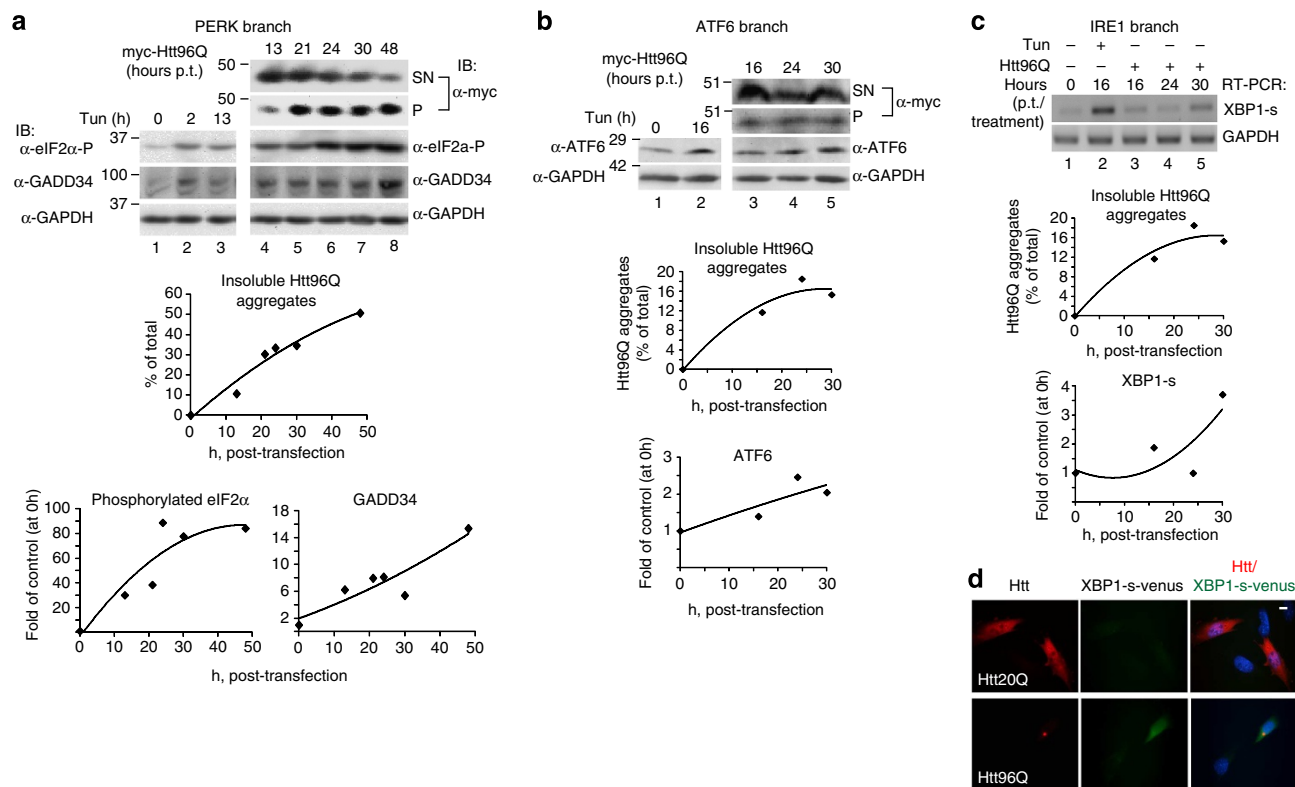 a
PERK branch
myc-Htt96Q
(hours p.t.)
13 21 24 30 48
IB:
50
SN
α-myc
50
P
Tun (h) 0 2 13
IB:
37
α-eIF2α-P
α-eIF2a-P
100
α-GADD34
α-GADD34
37
α-GAPDH
α-GAPDH
1 2 3 4 5 6 7 8
Insoluble Htt96Q
aggregates
% of total
60
50
40
30
20
10
0
0 10 20 30 40 50
h, post-transfection
Phosphorylated eIF2α
Fold of control (at 0h)
100
80
60
40
20
0 10 20 30 40 50
GADD34
18
14
10
6
2
0 10 20 30 40 50
h, post-transfection
b
ATF6 branch
myc-Htt96Q
(hours p.t.)
16 24 30
51
SN
α-myc
51
P
Tun (h)
0 16
29
α-ATF6
α-ATF6
42
α-GAPDH
α-GAPDH
1 2 3 4 5
Insoluble Htt96Q
aggregates
Htt96Q aggregates
(% of total)
20
16
12
8
4
0
0 10 20 30
h, post-transfection
ATF6
Fold of control (at 0h)
3
2
1
0
0 10 20 30
h, post-transfection
c
IRE1 branch
Tun – + – – –
Htt96Q – – + + +
Hours 0 16 16 24 30 RT-PCR:
(p.t./
treatment)
XBP1-s
GAPDH
1 2 3 4 5
Insoluble Htt96Q
aggregates
Htt96Q aggregates
(% of total)
20
16
12
8
4
0
0 10 20 30
h, post-transfection
XBP1-s
Fold of control (at 0h)
4
3
2
1
0
0 10 20 30
h, post-transfection
d
Htt XBP1-s-venus
Htt/
XBP1-s-venus
Htt20Q
Htt96Q